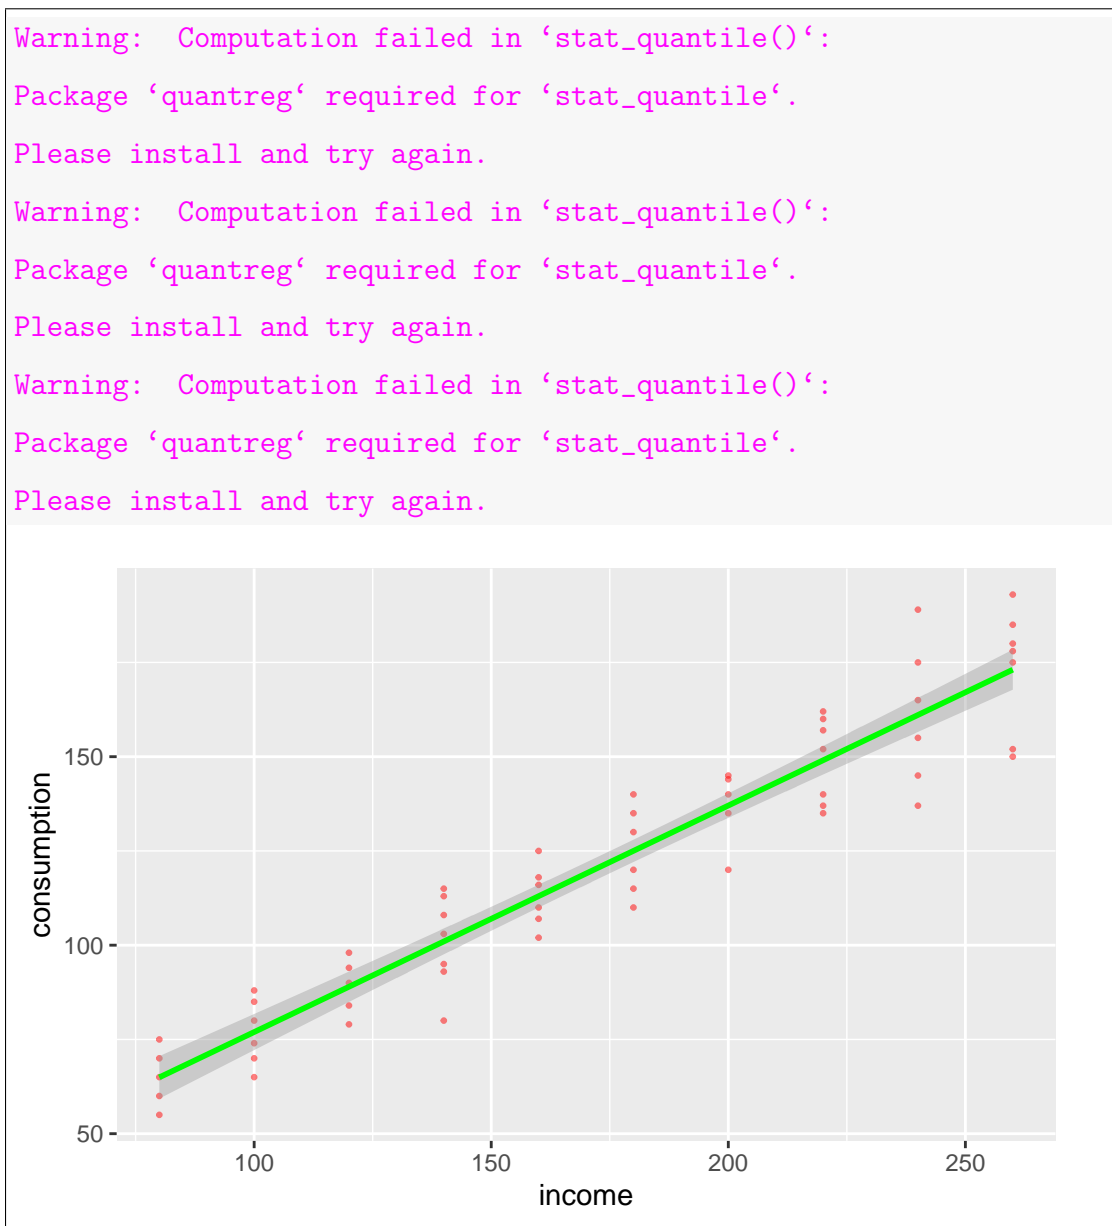 Warning:  Computation failed in ‘stat_quantile()‘:
Package ‘quantreg‘ required for ‘stat_quantile‘.
Please install and try again.
Warning:  Computation failed in ‘stat_quantile()‘:
Package ‘quantreg‘ required for ‘stat_quantile‘.
Please install and try again.
Warning:  Computation failed in ‘stat_quantile()‘:
Package ‘quantreg‘ required for ‘stat_quantile‘.
Please install and try again.
150
100
50
consumption
100 150 200 250
income